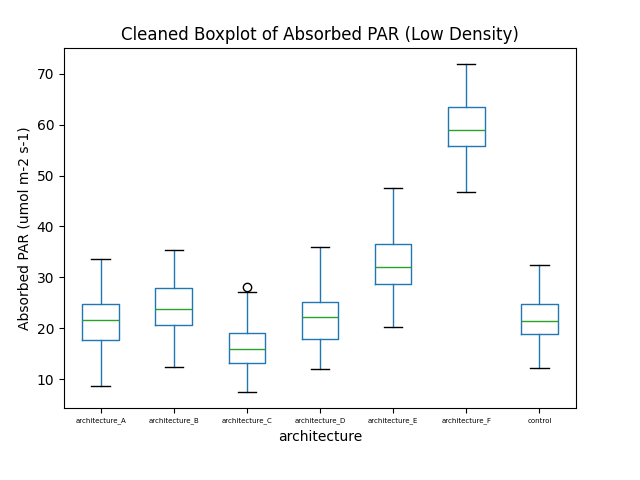 Cleaned Boxplot of Absorbed PAR (Low Density)
Absorbed PAR (umol m-2 s-1)
70
60
50
40
30
20
10
architecture_A architecture_B architecture_C architecture_D architecture_E architecture_F control
architecture